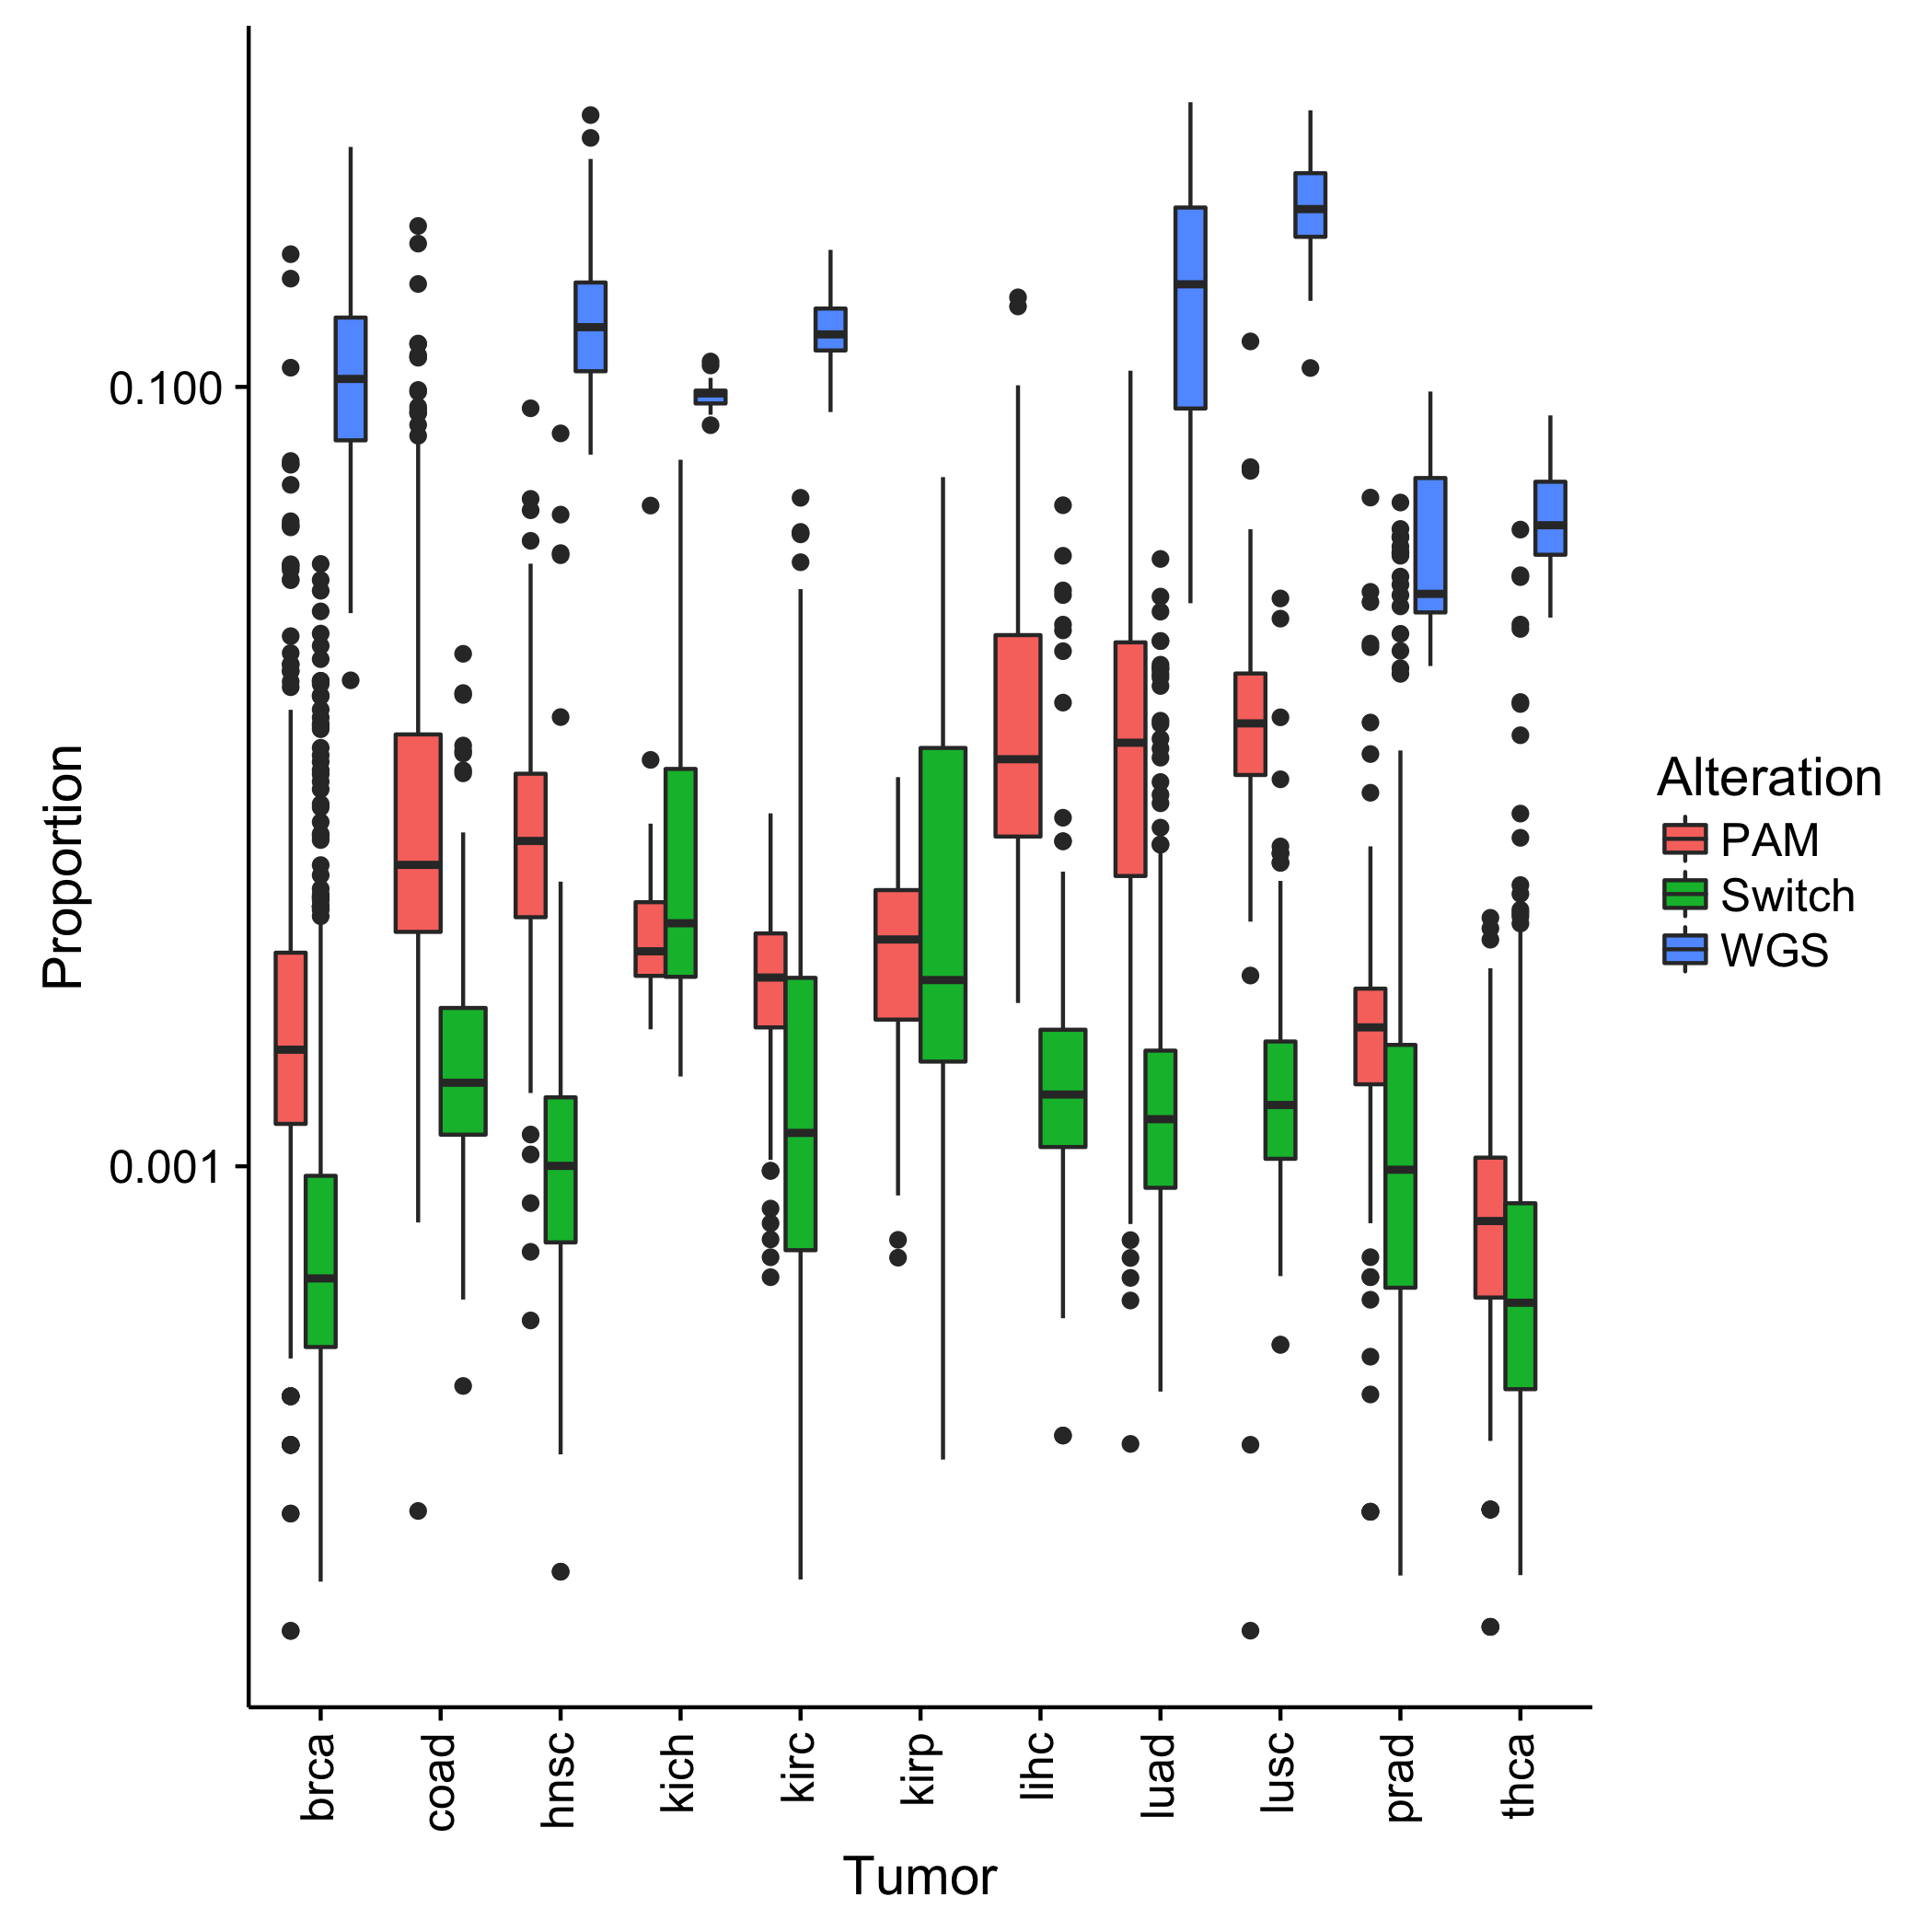 Proportion
0.100
0.001
brca
coad
hnsc
kich
kirc
kirp
lihc
luad
lusc
prad
thca
Tumor
Alteration
PAM
Switch
WGS